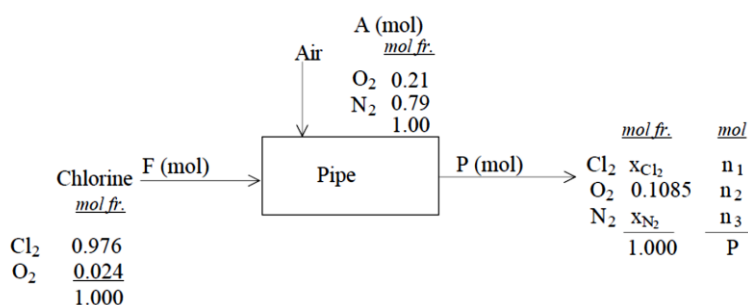 A (mol)
mol fr.
Air
O2 0.21
N2 0.79
1.00
F (mol)
Chlorine
mol fr.
Cl2 0.976
O2 0.024
1.000
Pipe
P (mol)
mol fr. mol
Cl2 xCl2 n1
O2 0.1085 n2
N2 xN2 n3
1.000 P